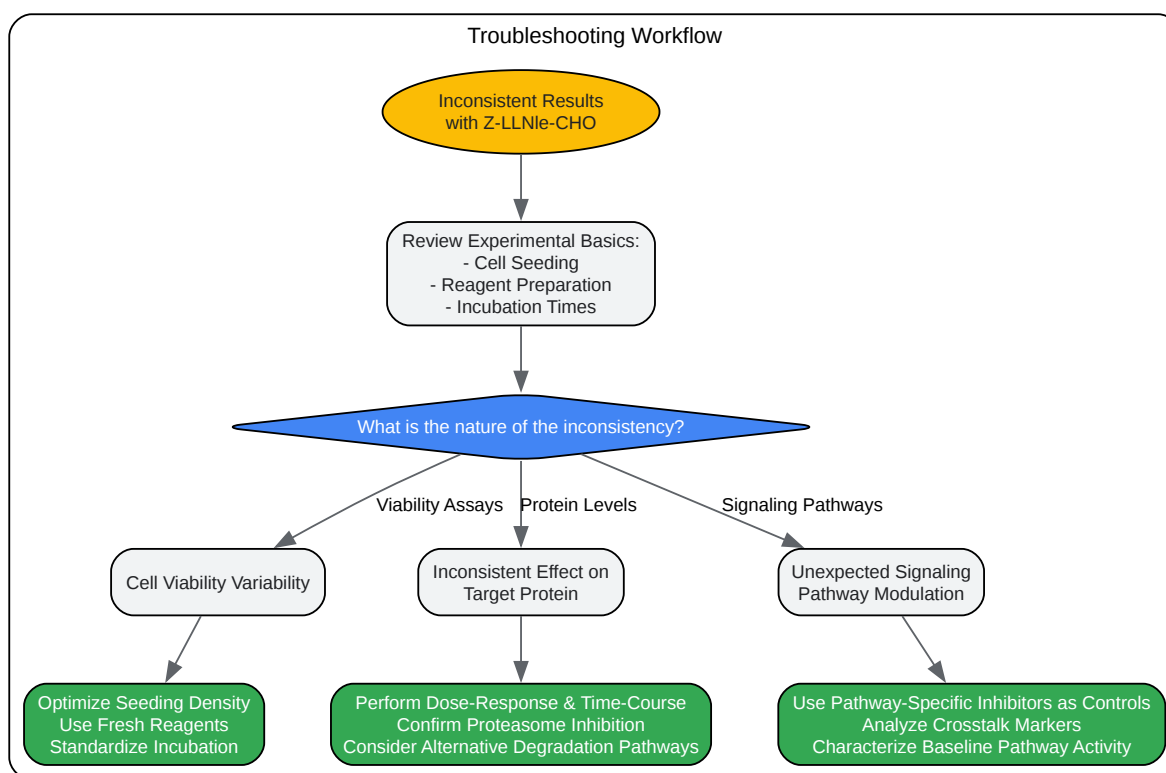 Troubleshooting Workflow
Inconsistent Results
with Z-LLNle-CHO
Review Experimental Basics:
- Cell Seeding
- Reagent Preparation
- Incubation Times
What is the nature of the inconsistency?
Viability Assays
Protein Levels
Signaling Pathways
Cell Viability Variability
Inconsistent Effect on
Target Protein
Unexpected Signaling
Pathway Modulation
Optimize Seeding Density
Use Fresh Reagents
Standardize Incubation
Perform Dose-Response & Time-Course
Confirm Proteasome Inhibition
Consider Alternative Degradation Pathways
Use Pathway-Specific Inhibitors as Controls
Analyze Crosstalk Markers
Characterize Baseline Pathway Activity